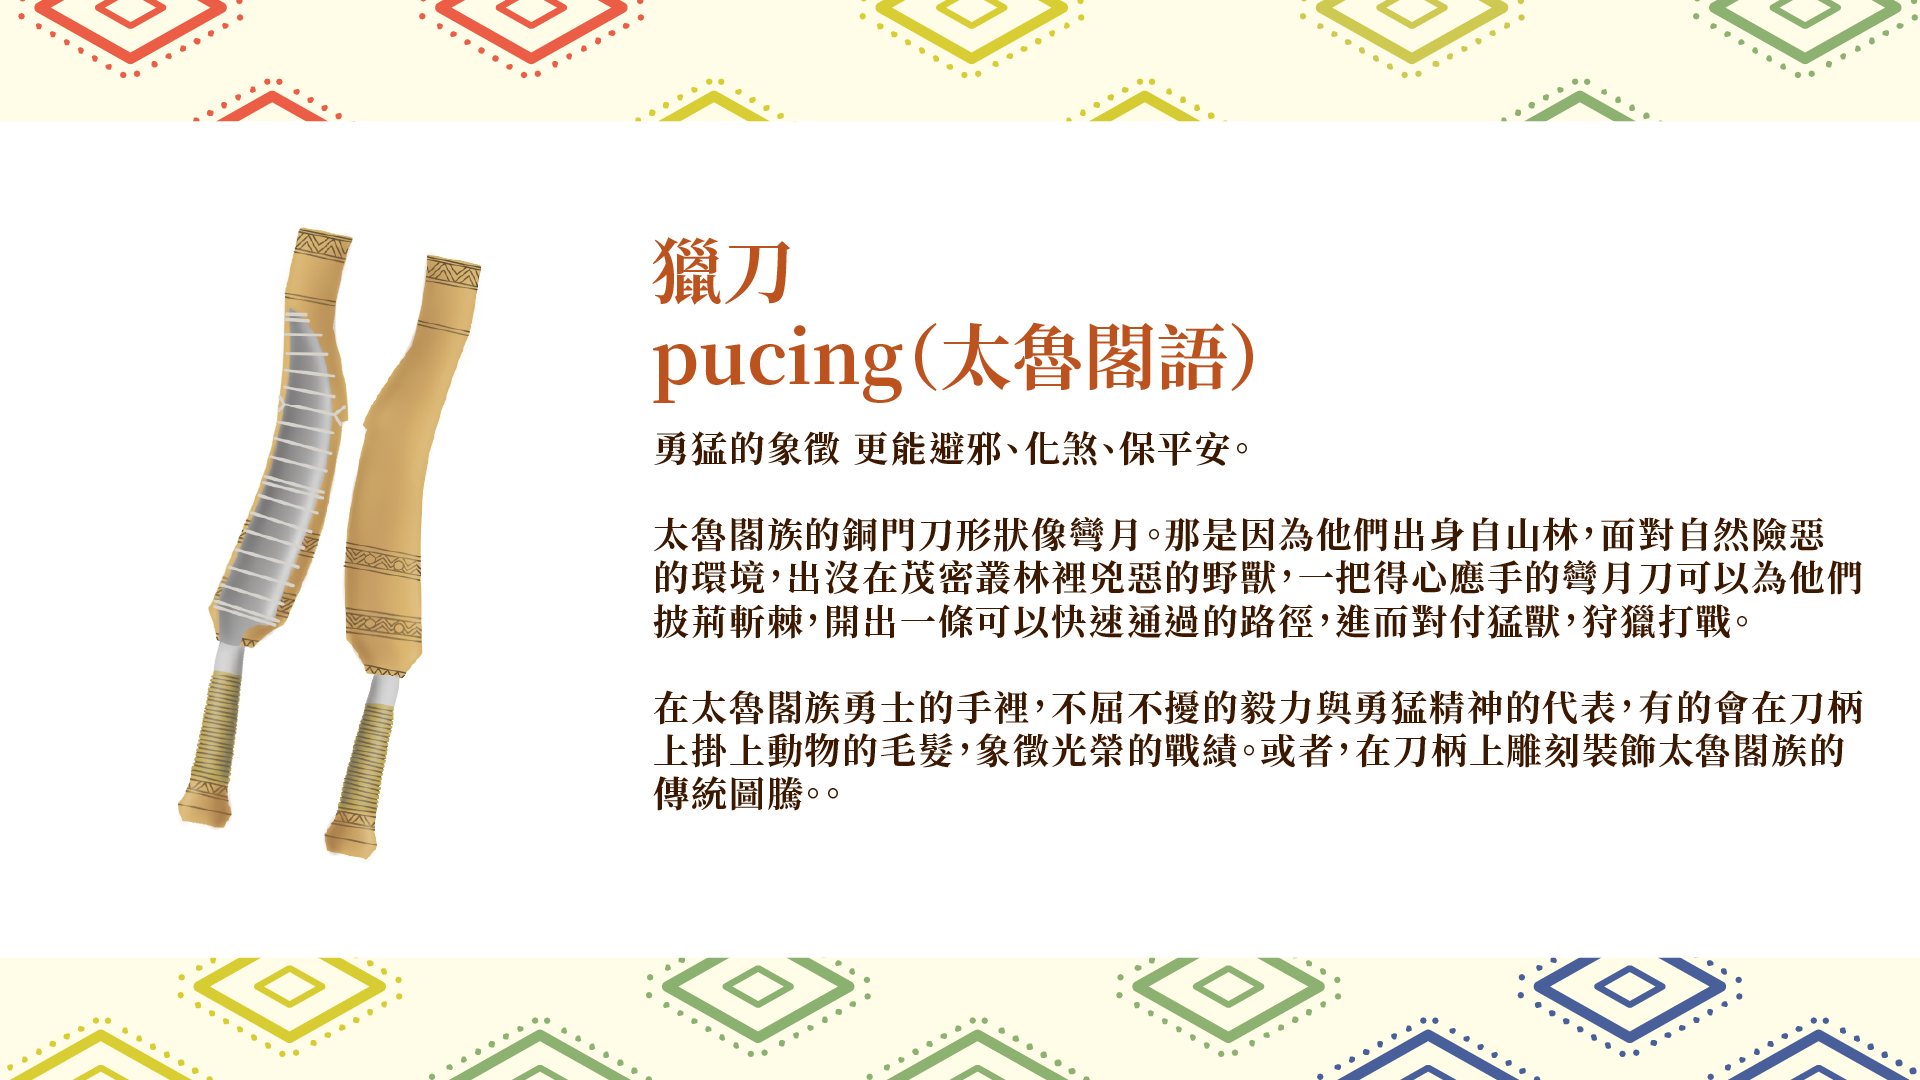 獵刀
pucing（太魯閣語）
勇猛的象徵 更能避邪、化煞、保平安。
太魯閣族的銅門刀形狀像彎月。那是因為他們出身自山林，面對自然險惡
的環境，出沒在茂密叢林裡兇惡的野獸，一把得心應手的彎月刀可以為他們
披荊斬棘，開出一條可以快速通過的路徑，進而對付猛獸，狩獵打戰。
在太魯閣族勇士的手裡，不屈不擾的毅力與勇猛精神的代表，有的會在刀柄
上掛上動物的毛髮，象徵光榮的戰績。或者，在刀柄上雕刻裝飾太魯閣族的
傳統圖騰。。